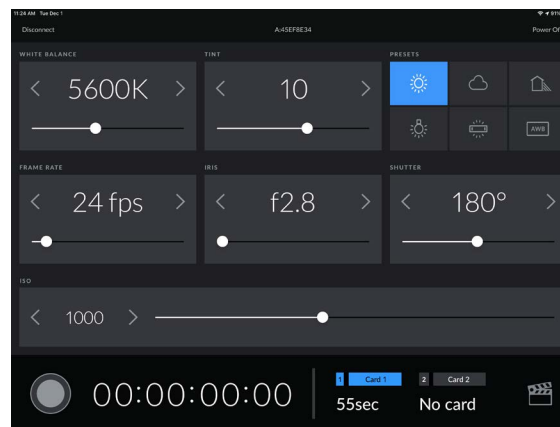 11:24 AM Tue Dec 1
91%
Disconnect
A:45EF8E34
Power Off
WHITE BALANCE
TINT
PRESETS
5600K
10
AWB
FRAME RATE
IRIS
SHUTTER
24 fps
f2.8
180°
ISO
1000
00:00:00:00
1 Card 1
2 Card 2
55sec
No card